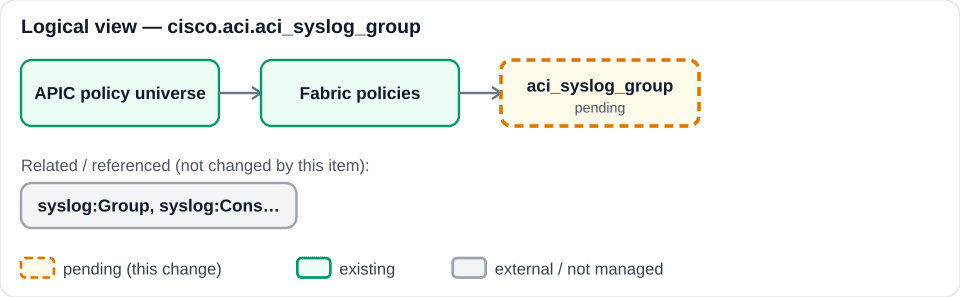 Logical view — cisco.aci.aci_syslog_group
APIC policy universe
Fabric policies
aci_syslog_group
pending
Related / referenced (not changed by this item):
syslog:Group, syslog:Cons…
pending (this change)
existing
external / not managed